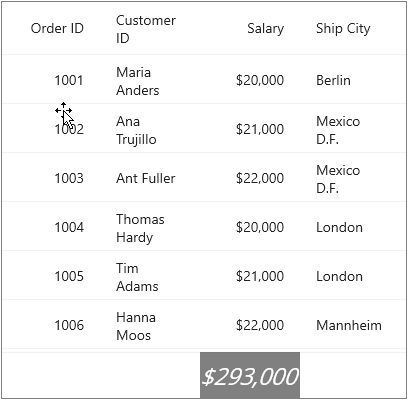 Order ID Customer ID Salary Ship City
1001 Maria Anders $20,000 Berlin
1002 Ana Trujillo $21,000 Mexico D.F.
1003 Ant Fuller $22,000 Mexico D.F.
1004 Thomas Hardy $20,000 London
1005 Tim Adams $21,000 London
1006 Hanna Moos $22,000 Mannheim
$293,000